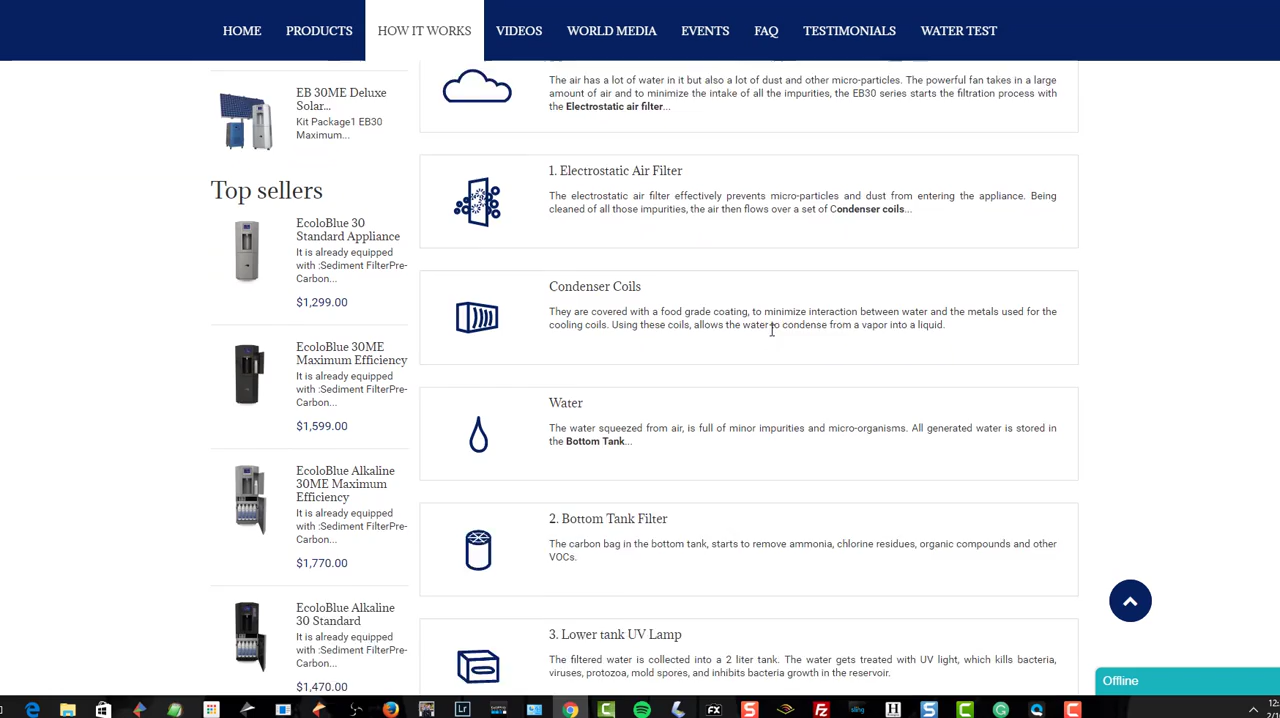 HOME PRODUCTS HOW IT WORKS VIDEOS WORLD MEDIA EVENTS FAQ TESTIMONIALS WATER TEST
EB 30ME Deluxe
Solar...
Kit Package1 EB30
Maximum...
Top sellers
EcoloBlue 30
Standard Appliance
It is already equipped
with :Sediment FilterPre-
Carbon...
$1,299.00
EcoloBlue 30ME
Maximum Efficiency
It is already equipped
with :Sediment FilterPre-
Carbon...
$1,599.00
EcoloBlue Alkaline
30ME Maximum
Efficiency
It is already equipped
with :Sediment FilterPre-
Carbon...
$1,770.00
EcoloBlue Alkaline
30 Standard
It is already equipped
with :Sediment FilterPre-
Carbon...
$1,470.00
The air has a lot of water in it but also a lot of dust and other micro-particles. The powerful fan takes in a large
amount of air and to minimize the intake of all the impurities, the EB30 series starts the filtration process with
the Electrostatic air filter...
1. Electrostatic Air Filter
The electrostatic air filter effectively prevents micro-particles and dust from entering the appliance. Being
cleaned of all those impurities, the air then flows over a set of Condenser coils...
Condenser Coils
They are covered with a food grade coating, to minimize interaction between water and the metals used for the
cooling coils. Using these coils, allows the water to condense from a vapor into a liquid.
Water
The water squeezed from air, is full of minor impurities and micro-organisms. All generated water is stored in
the Bottom Tank...
2. Bottom Tank Filter
The carbon bag in the bottom tank, starts to remove ammonia, chlorine residues, organic compounds and other
VOCs.
3. Lower tank UV Lamp
The filtered water is collected into a 2 liter tank. The water gets treated with UV light, which kills bacteria,
viruses, protozoa, mold spores, and inhibits bacteria growth in the reservoir.
Offline